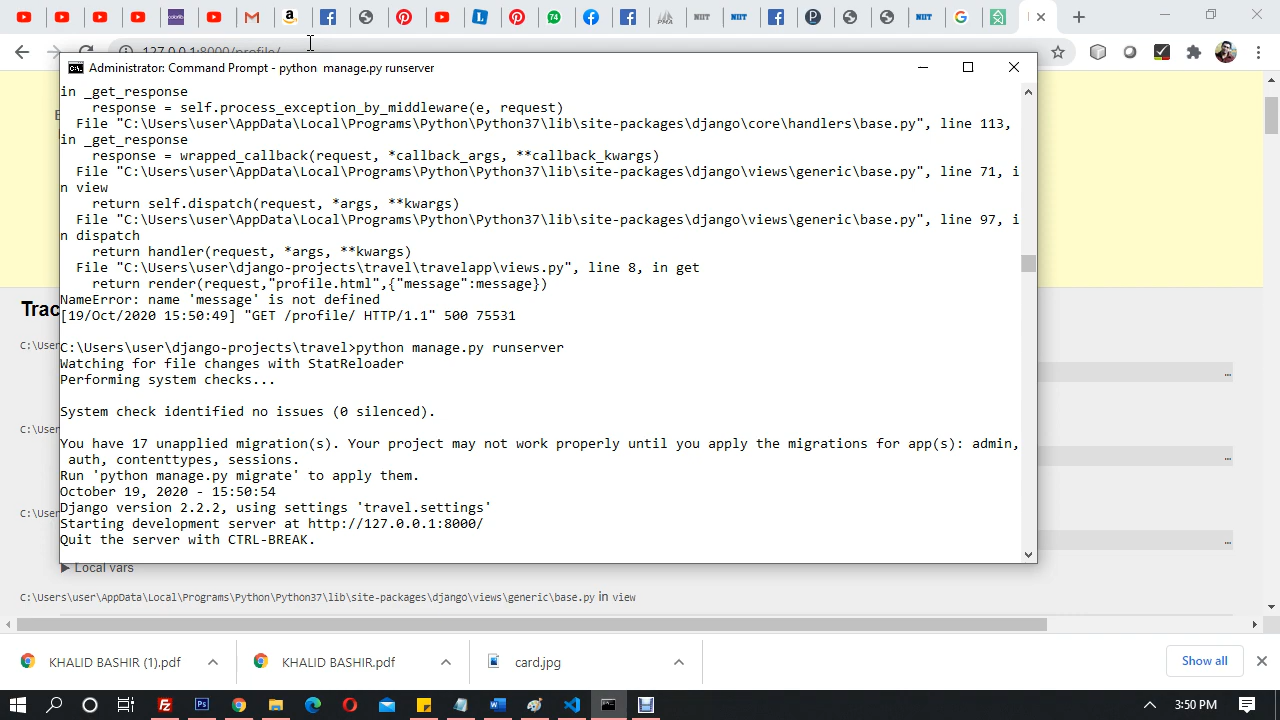 74
NIIT
NIIT
NIIT
127.0.0.1:8000/profile/
Administrator: Command Prompt - python manage.py runserver
in _get_response
response = self.process_exception_by_middleware(e, request)
File "C:\Users\user\AppData\Local\Programs\Python\Python37\lib\site-packages\django\core\handlers\base.py", line 113,
in _get_response
response = wrapped_callback(request, *callback_args, **callback_kwargs)
File "C:\Users\user\AppData\Local\Programs\Python\Python37\lib\site-packages\django\views\generic\base.py", line 71, i
n view
return self.dispatch(request, *args, **kwargs)
File "C:\Users\user\AppData\Local\Programs\Python\Python37\lib\site-packages\django\views\generic\base.py", line 97, i
n dispatch
return handler(request, *args, **kwargs)
File "C:\Users\user\django-projects\travel\travelapp\views.py", line 8, in get
return render(request,"profile.html",{"message":message})
NameError: name 'message' is not defined
[19/Oct/2020 15:50:49] "GET /profile/ HTTP/1.1" 500 75531
C:\Users\user\django-projects\travel>python manage.py runserver
Watching for file changes with StatReloader
Performing system checks...
System check identified no issues (0 silenced).
You have 17 unapplied migration(s). Your project may not work properly until you apply the migrations for app(s): admin,
auth, contenttypes, sessions.
Run 'python manage.py migrate' to apply them.
October 19, 2020 - 15:50:54
Django version 2.2.2, using settings 'travel.settings'
Starting development server at http://127.0.0.1:8000/
Quit the server with CTRL-BREAK.
Trac
C:\User
C:\User
C:\User
▶ Local vars
C:\Users\user\AppData\Local\Programs\Python\Python37\lib\site-packages\django\views\generic\base.py in view
KHALID BASHIR (1).pdf
KHALID BASHIR.pdf
card.jpg
Show all
3:50 PM